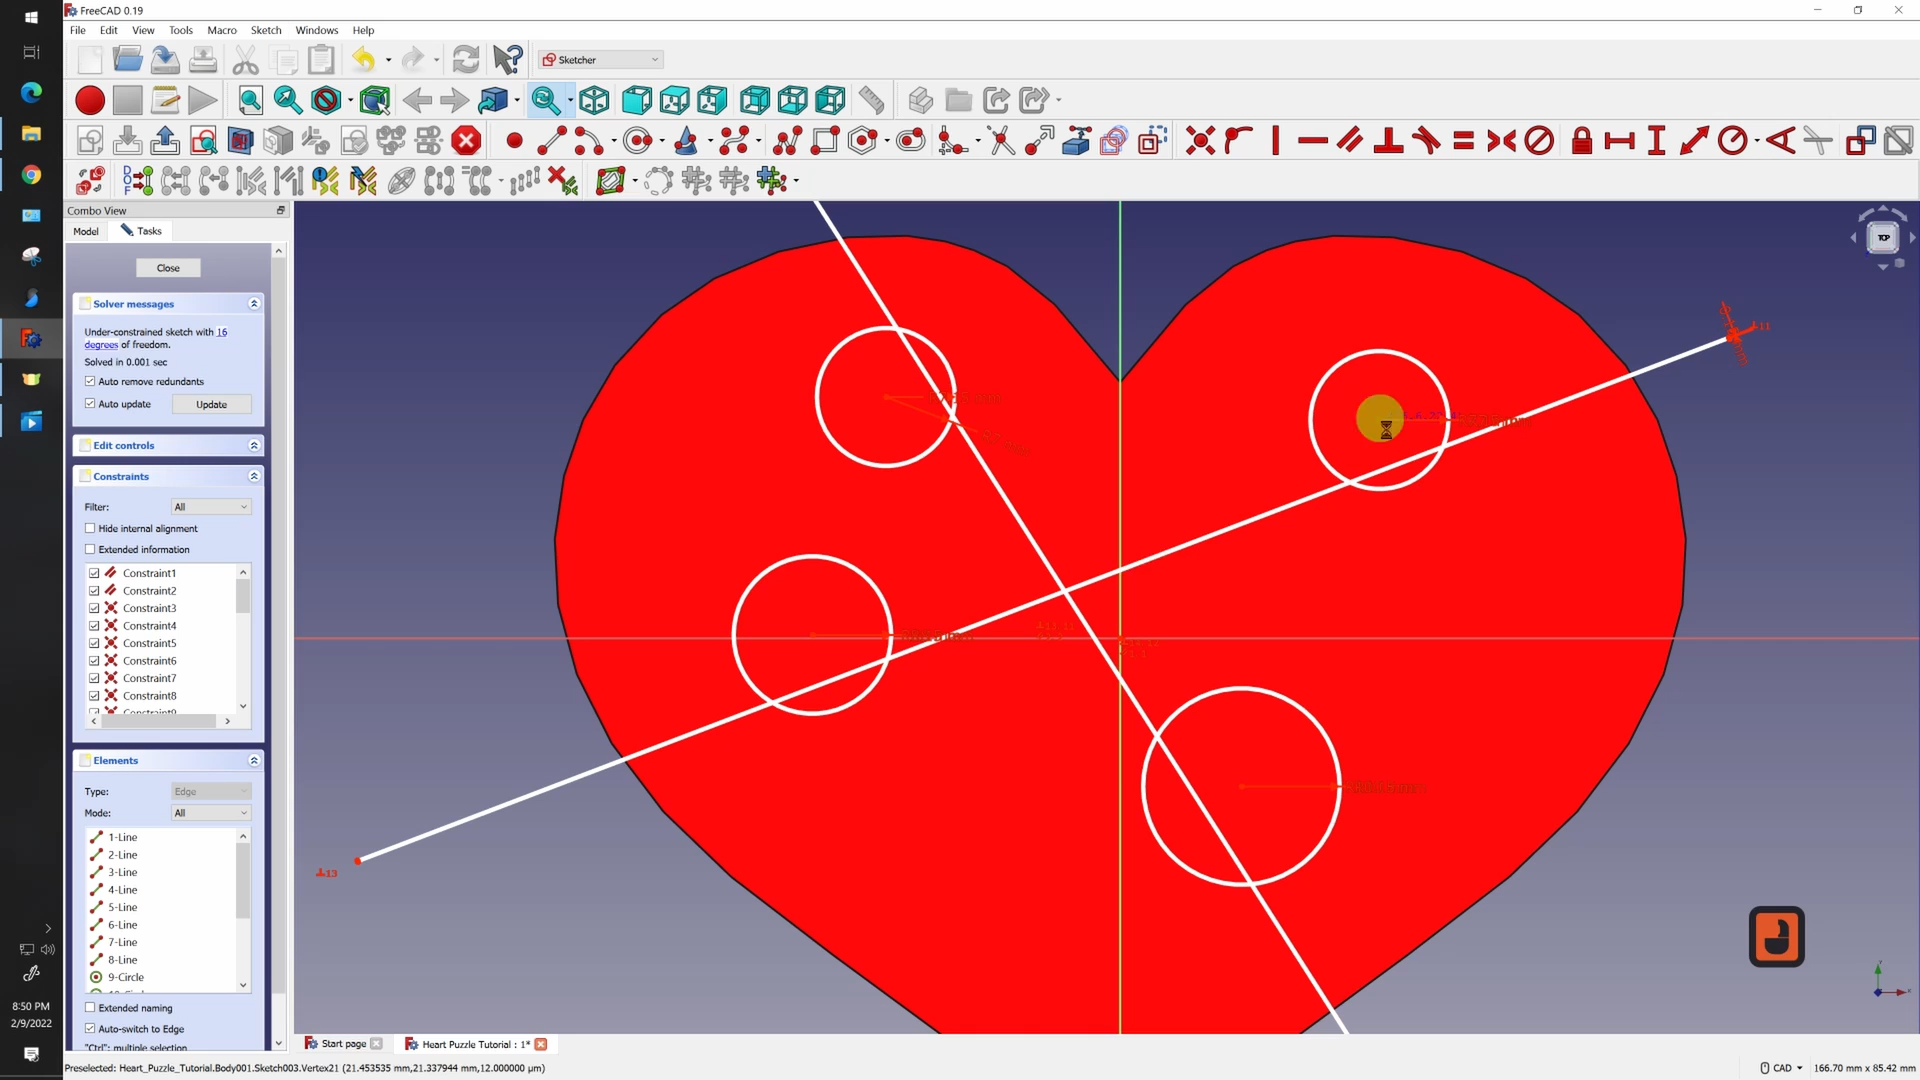 FreeCAD 0.19
File Edit View Tools Macro Sketch Windows Help
Sketcher
Combo View
Model Tasks
Close
Solver messages
Under-constrained sketch with 16
degrees of freedom.
Solved in 0.001 sec
Auto remove redundants
Auto update Update
Edit controls
Constraints
Filter: All
Hide internal alignment
Extended information
Constraint1
Constraint2
Constraint3
Constraint4
Constraint5
Constraint6
Constraint7
Constraint8
Constraint9
Elements
Type: Edge
Mode: All
1-Line
2-Line
3-Line
4-Line
5-Line
6-Line
7-Line
8-Line
9-Circle
Extended naming
Auto-switch to Edge
"Ctrl": multiple selection
TOP
11
13
Start page
Heart Puzzle Tutorial : 1*
Preselected: Heart_Puzzle_Tutorial.Body001.Sketch003.Vertex21 (21.453535 mm,21.337944 mm,12.000000 µm)
CAD
166.70 mm x 85.42 mm
8:50 PM
2/9/2022